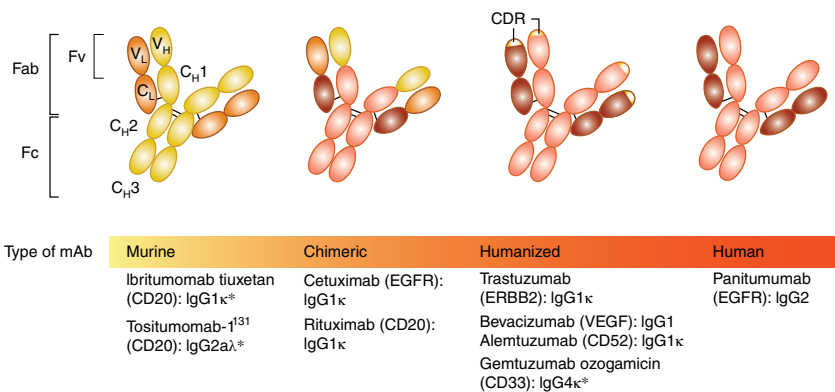 CDR
Fab
Fv
VL
VH
CH1
CL
CH2
Fc
CH3
Type of mAb
Murine
Chimeric
Humanized
Human
Ibritumomab tiuxetan
(CD20): IgG1κ*
Tositumomab-1¹³¹
(CD20): IgG2aλ*
Cetuximab (EGFR):
IgG1κ
Rituximab (CD20):
IgG1κ
Trastuzumab
(ERBB2): IgG1κ
Bevacizumab (VEGF): IgG1
Alemtuzumab (CD52): IgG1κ
Gemtuzumab ozogamicin
(CD33): IgG4κ*
Panitumumab
(EGFR): IgG2